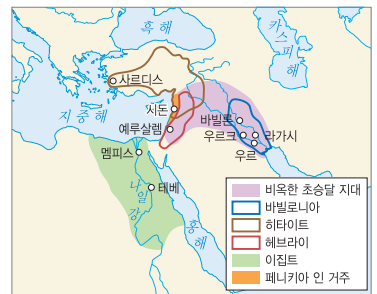 흑해
카스피해
사르디스
지중해
시돈
바빌론
예루살렘
우르크
라가시
우르
멤피스
나일강
테베
홍해
비옥한 초승달 지대
바빌로니아
히타이트
헤브라이
이집트
페니키아 인 거주